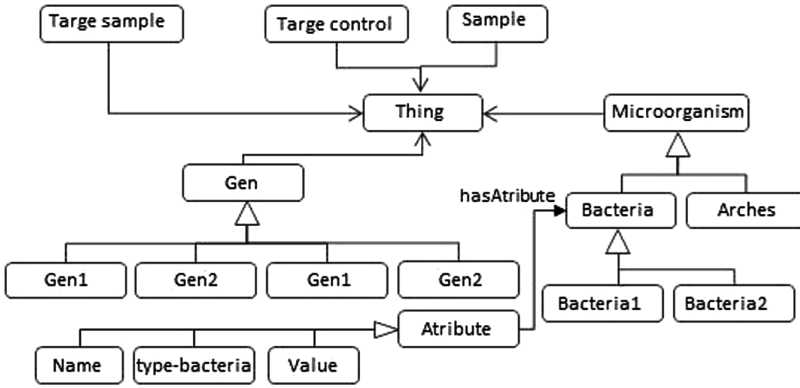 Targe sample
Targe control
Sample
Thing
Microorganism
Gen
hasAtribute
Bacteria
Arches
Gen1
Gen2
Gen1
Gen2
Bacteria1
Bacteria2
Atribute
Name
type-bacteria
Value